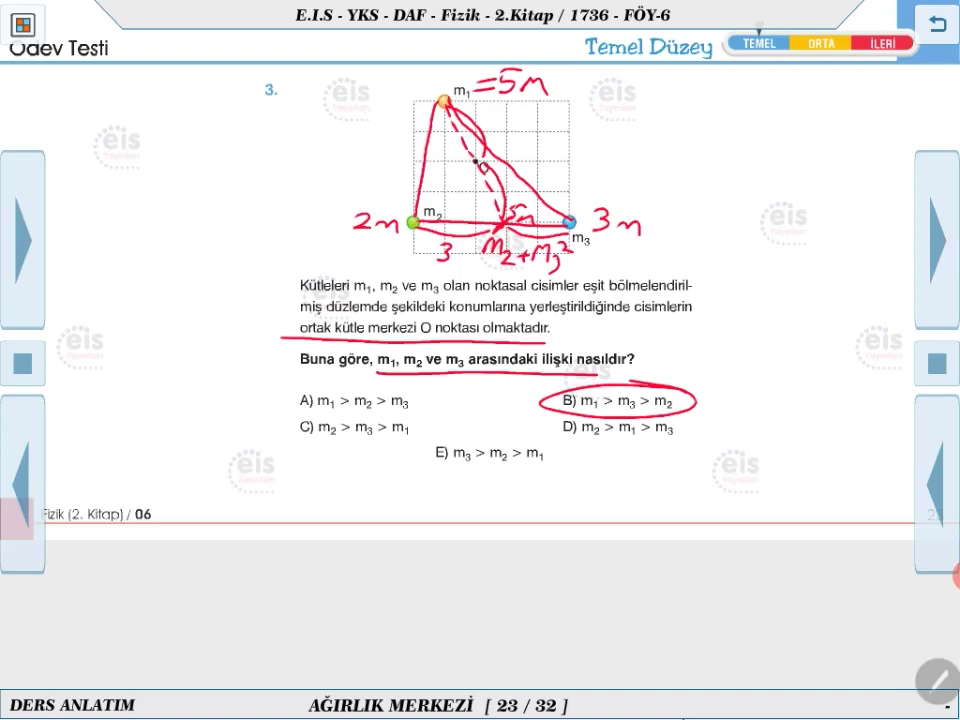 E.I.S - YKS - DAF - Fizik - 2.Kitap / 1736 - FÖY-6
Ödev Testi
Temel Düzey
TEMEL
ORTA
İLERİ
3.
m1 = 5m
O
2m
m2
5m
3m
m3
3
m2+m3
2
Kütleleri m1, m2 ve m3 olan noktasal cisimler eşit bölmelendiril-
miş düzlemde şekildeki konumlarına yerleştirildiğinde cisimlerin
ortak kütle merkezi O noktası olmaktadır.
Buna göre, m1, m2 ve m3 arasındaki ilişki nasıldır?
A) m1 > m2 > m3
B) m1 > m3 > m2
C) m2 > m3 > m1
D) m2 > m1 > m3
E) m3 > m2 > m1
eis
Yayınları
Fizik (2. Kitap) / 06
DERS ANLATIM
AĞIRLIK MERKEZİ [ 23 / 32 ]
-